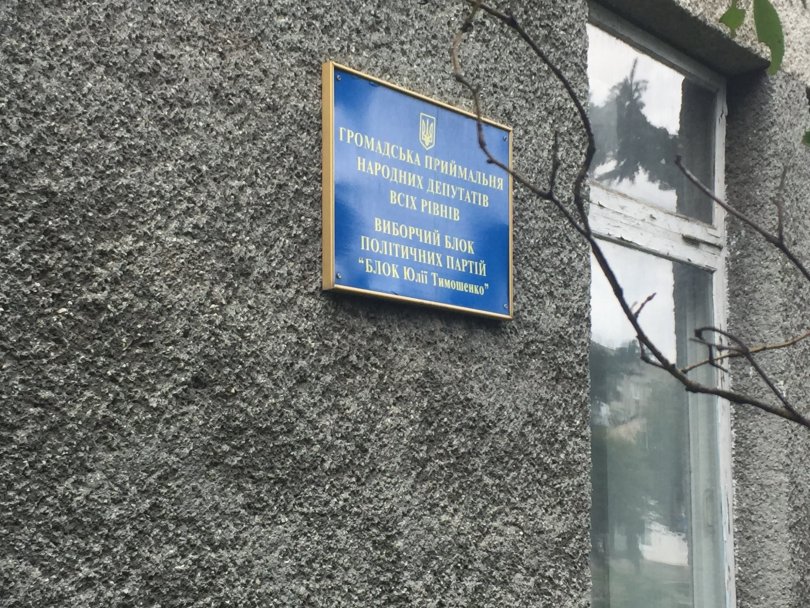 ГРОМАДСЬКА ПРИЙМАЛЬНЯ
НАРОДНИХ ДЕПУТАТІВ
ВСІХ РІВНІВ
ВИБОРЧИЙ БЛОК
ПОЛІТИЧНИХ ПАРТІЙ
“БЛОК Юлії Тимошенко”